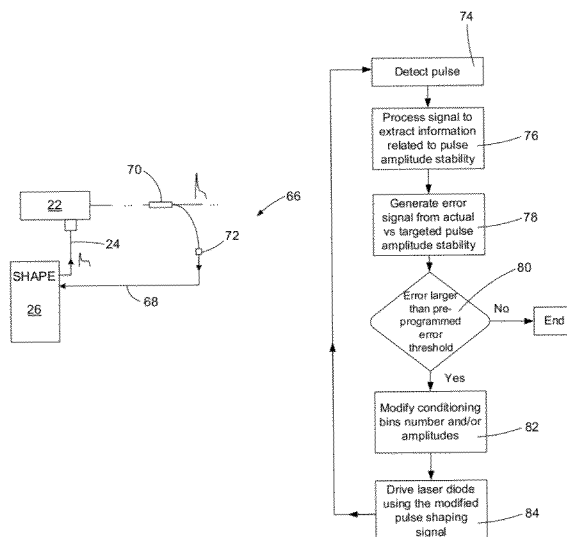 74
Detect pulse
Process signal to
extract information
related to pulse
amplitude stability
76
70
22
66
24
72
Generate error
signal from actual
vs targeted pulse
amplitude stability
78
SHAPE
26
68
80
Error larger
than pre-
programmed
error
threshold
No
End
Yes
Modify conditioning
bins number and/or
amplitudes
82
Drive laser diode
using the modified
pulse shaping
signal
84